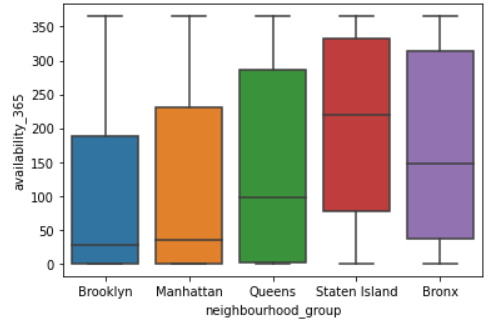 availability_365
350
300
250
200
150
100
50
0
Brooklyn Manhattan Queens Staten Island Bronx
neighbourhood_group